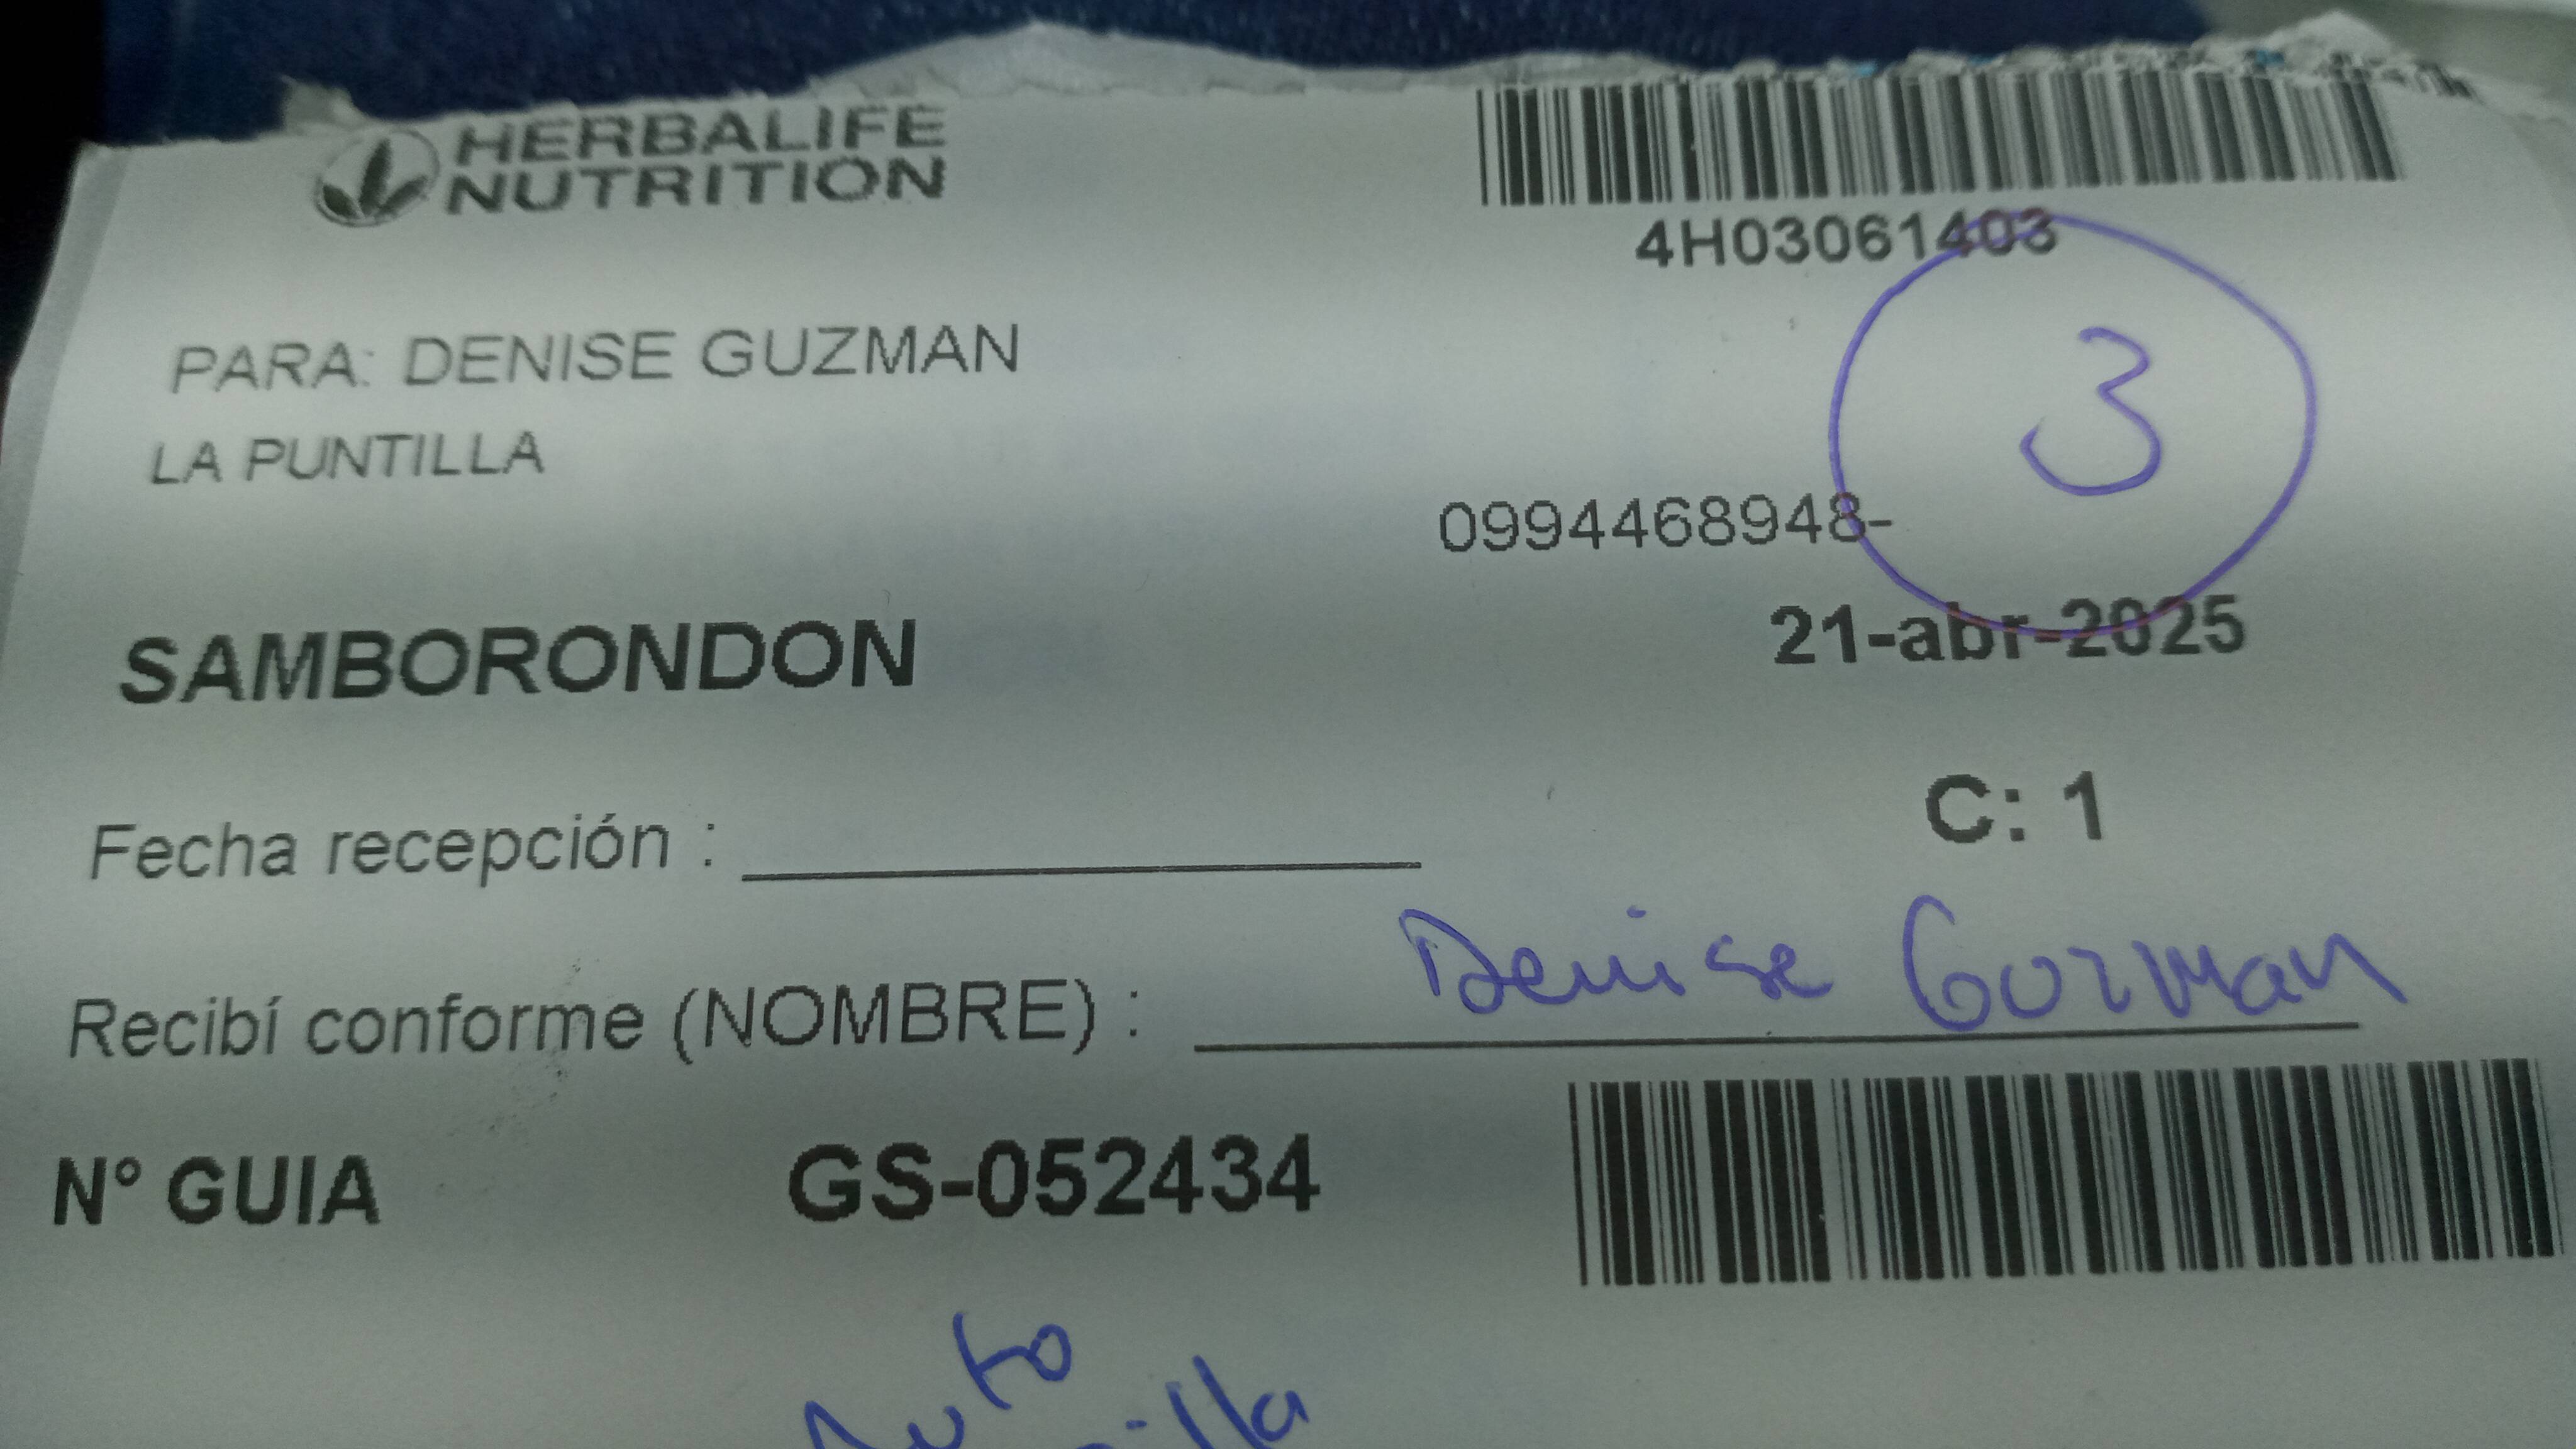 HERBALIFE
NUTRITION
4H03061403
3
PARA: DENISE GUZMAN
LA PUNTILLA
0994468948-
SAMBORONDON
21-abr-2025
C: 1
Fecha recepción :
Recibí conforme (NOMBRE) : Denise Guzman
N° GUIA GS-052434